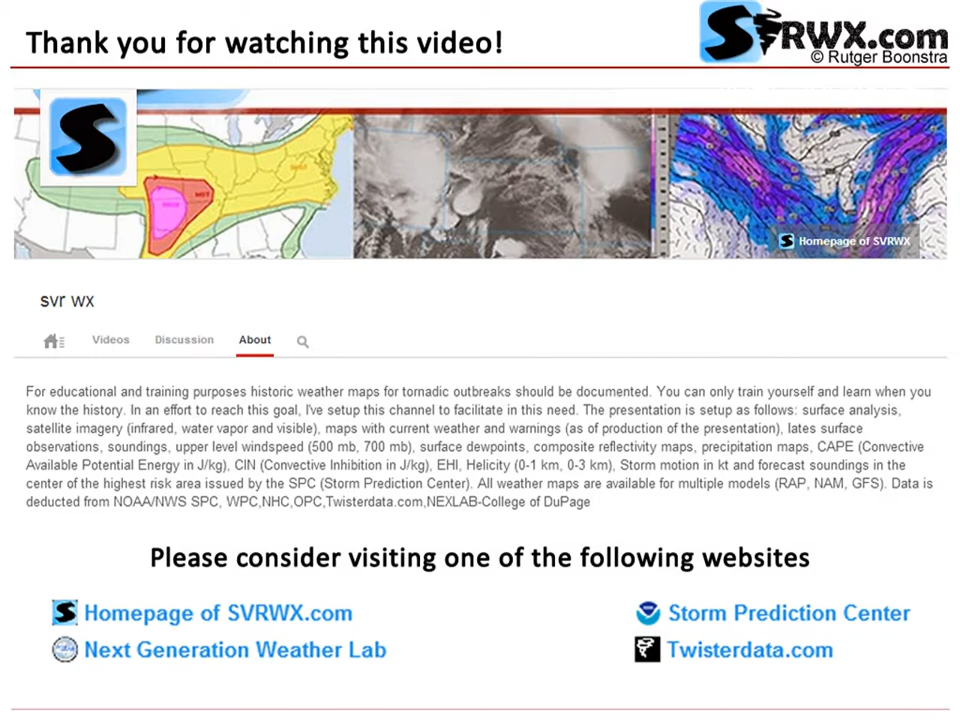 Thank you for watching this video!
SVRWX.com
© Rutger Boonstra
Homepage of SVRWX
svr wx
Videos Discussion About
For educational and training purposes historic weather maps for tornadic outbreaks should be documented. You can only train yourself and learn when you
know the history. In an effort to reach this goal, I've setup this channel to facilitate in this need. The presentation is setup as follows: surface analysis,
satellite imagery (infrared, water vapor and visible), maps with current weather and warnings (as of production of the presentation), lates surface
observations, soundings, upper level windspeed (500 mb, 700 mb), surface dewpoints, composite reflectivity maps, precipitation maps, CAPE (Convective
Available Potential Energy in J/kg), CIN (Convective Inhibition in J/kg), EHI, Helicity (0-1 km, 0-3 km), Storm motion in kt and forecast soundings in the
center of the highest risk area issued by the SPC (Storm Prediction Center). All weather maps are available for multiple models (RAP, NAM, GFS). Data is
deducted from NOAA/NWS SPC, WPC,NHC,OPC,Twisterdata.com,NEXLAB-College of DuPage
Please consider visiting one of the following websites
Homepage of SVRWX.com
Storm Prediction Center
Next Generation Weather Lab
Twisterdata.com